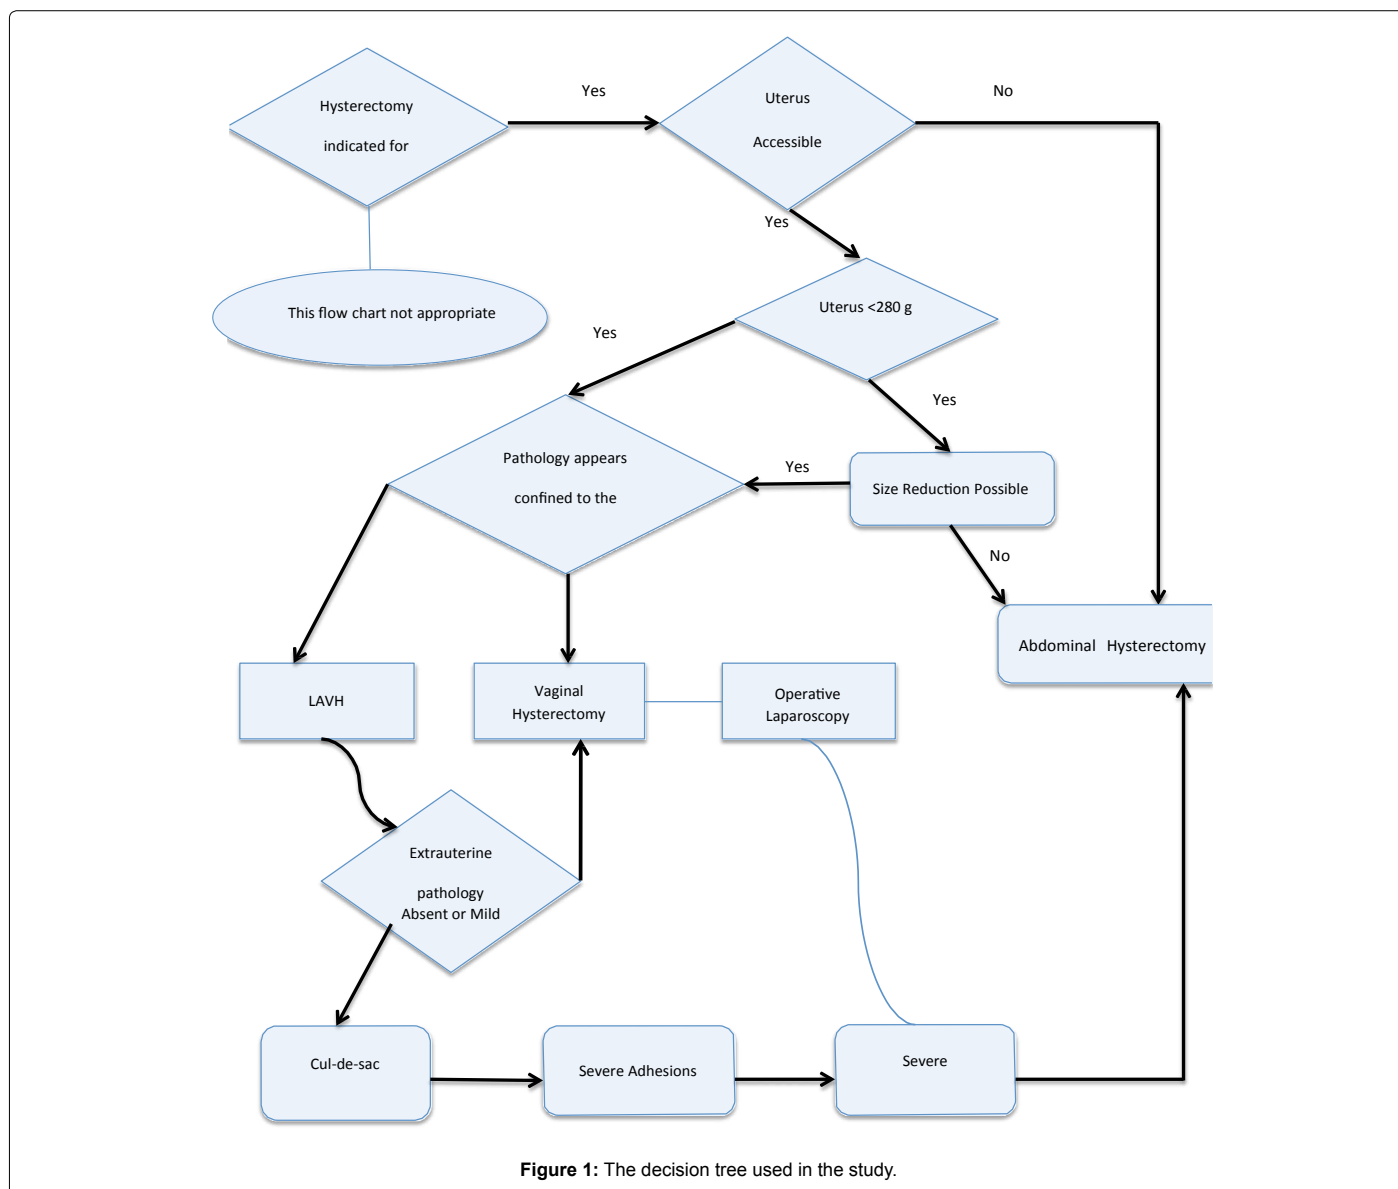 Hysterectomy
indicated for
Yes
Uterus
Accessible
No
Yes
This flow chart not appropriate
Uterus <280 g
Yes
Yes
Pathology appears
confined to the
Yes
Size Reduction Possible
No
Abdominal Hysterectomy
LAVH
Vaginal
Hysterectomy
Operative
Laparoscopy
Extrauterine
pathology
Absent or Mild
Cul-de-sac
Severe Adhesions
Severe
Figure 1: The decision tree used in the study.